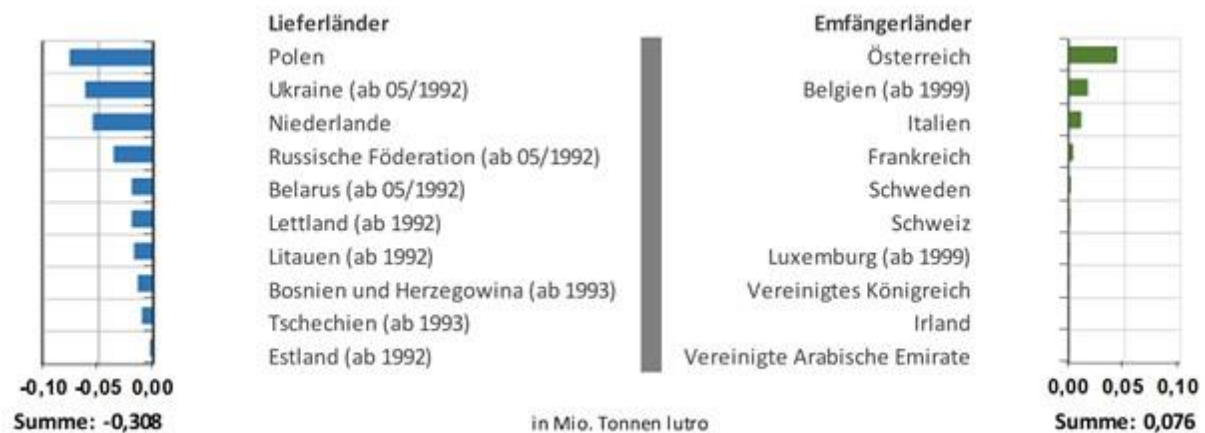 Lieferländer
Polen
Ukraine (ab 05/1992)
Niederlande
Russische Föderation (ab 05/1992)
Belarus (ab 05/1992)
Lettland (ab 1992)
Litauen (ab 1992)
Bosnien und Herzegowina (ab 1993)
Tschechien (ab 1993)
Estland (ab 1992)
-0,10 -0,05 0,00
Summe: -0,308
Emfängerländer
Österreich
Belgien (ab 1999)
Italien
Frankreich
Schweden
Schweiz
Luxemburg (ab 1999)
Vereinigtes Königreich
Irland
Vereinigte Arabische Emirate
0,00 0,05 0,10
Summe: 0,076
in Mio. Tonnen lutro